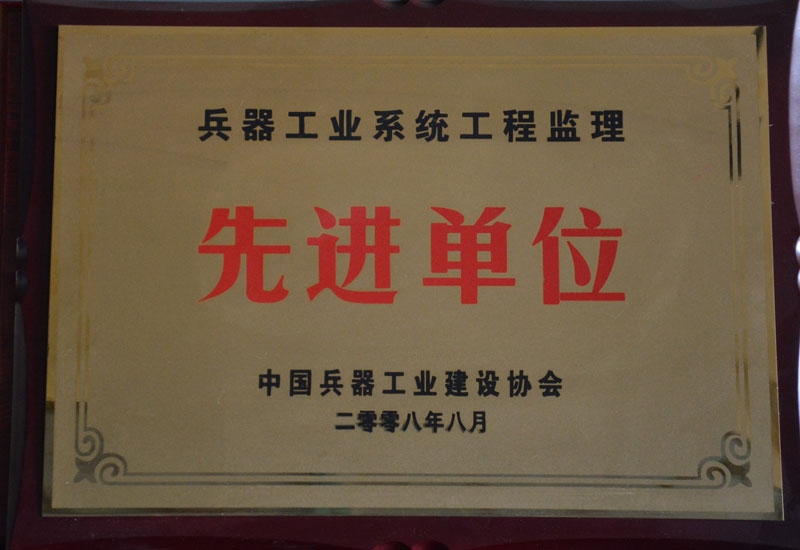 兵器工业系统工程监理
先进单位
中国兵器工业建设协会
二零零八年八月